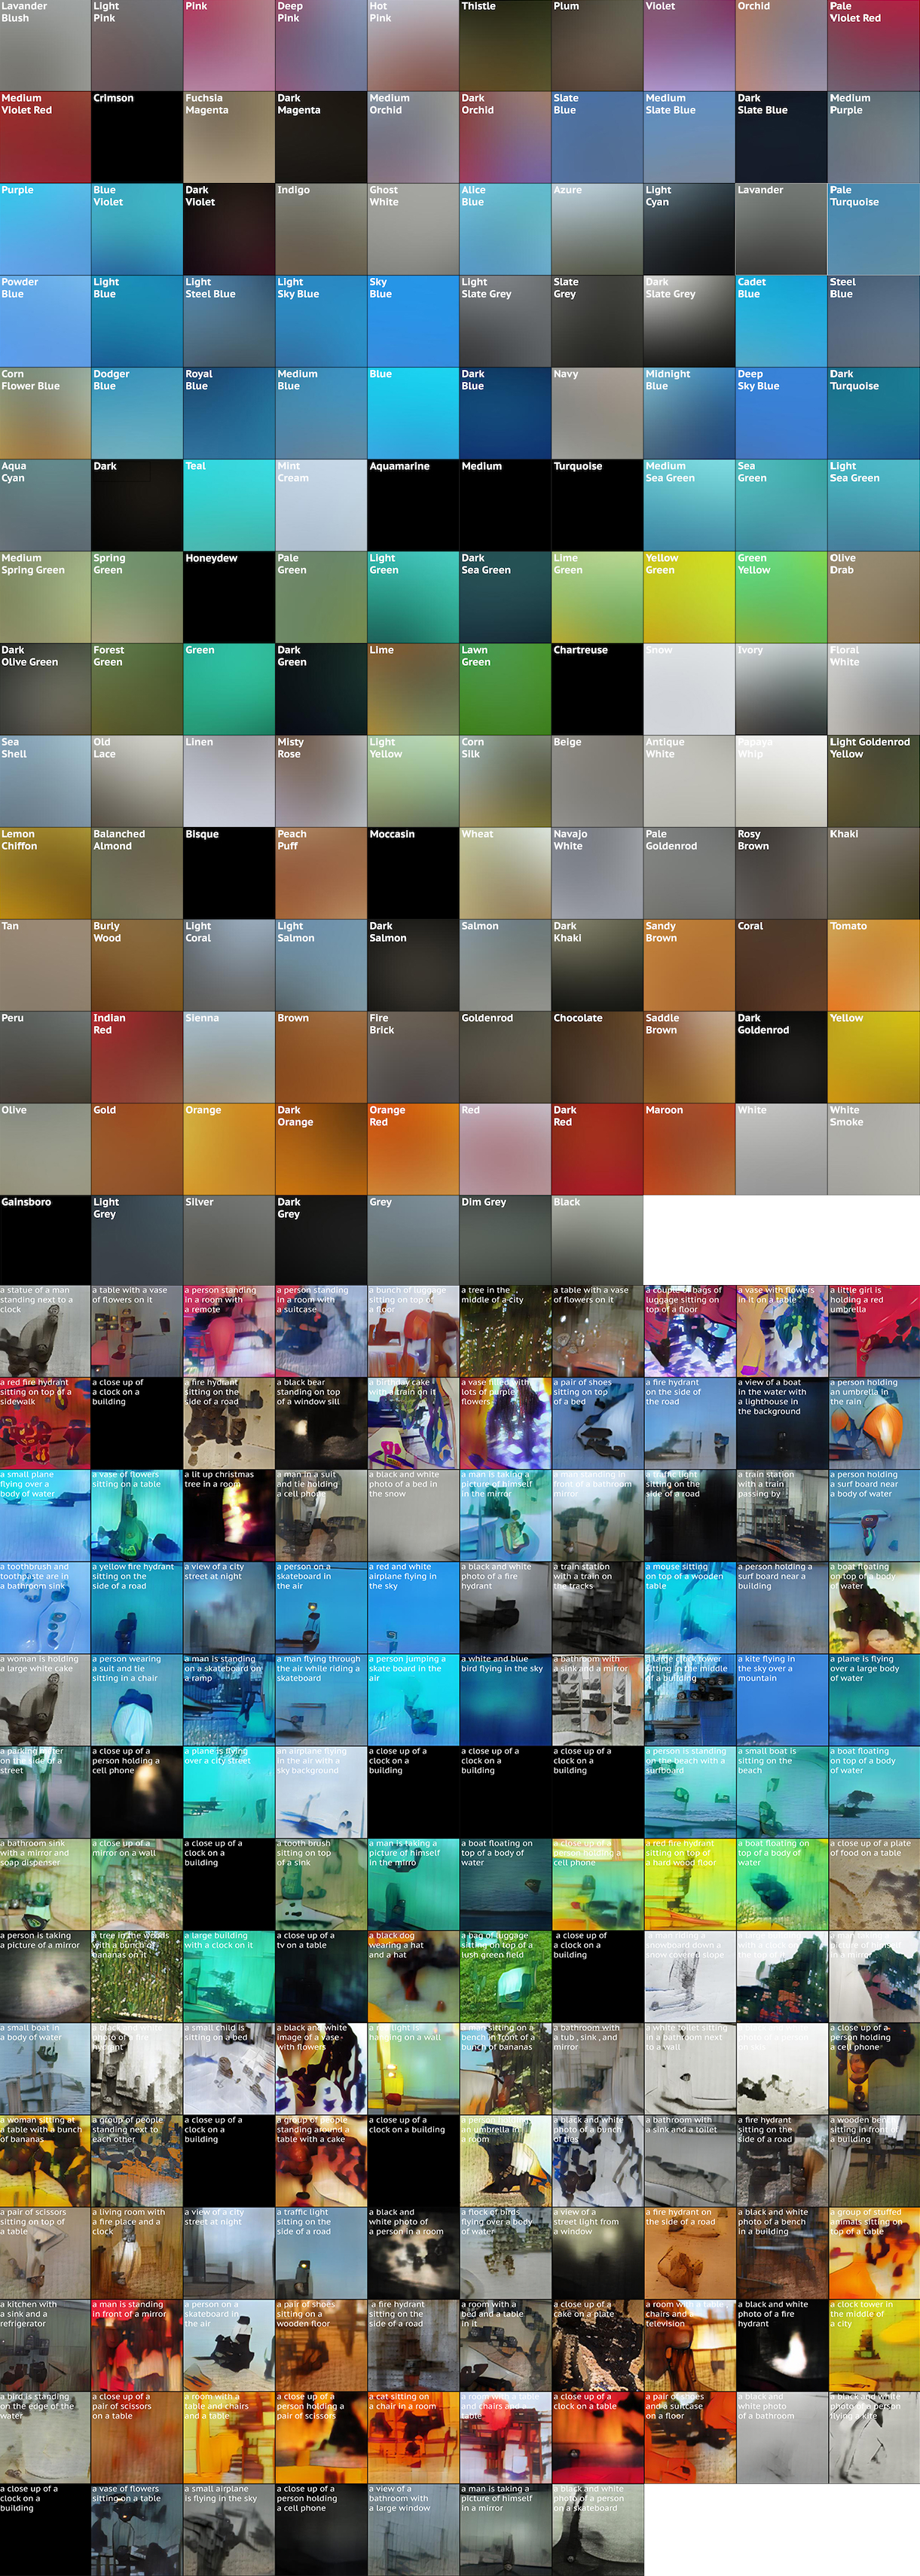 Lavander
Blush
Light
Pink
Pink
Deep
Pink
Hot
Pink
Thistle
Plum
Violet
Orchid
Pale
Violet Red
Medium
Violet Red
Crimson
Fuchsia
Magenta
Dark
Magenta
Medium
Orchid
Dark
Orchid
Slate
Blue
Medium
Slate Blue
Dark
Slate Blue
Medium
Purple
Purple
Blue
Violet
Dark
Violet
Indigo
Ghost
White
Alice
Blue
Azure
Light
Cyan
Lavander
Pale
Turquoise
Powder
Blue
Light
Blue
Light
Steel Blue
Light
Sky Blue
Sky
Blue
Light
Slate Grey
Slate
Grey
Dark
Slate Grey
Cadet
Blue
Steel
Blue
Corn
Flower Blue
Dodger
Blue
Royal
Blue
Medium
Blue
Blue
Dark
Blue
Navy
Midnight
Blue
Deep
Sky Blue
Dark
Turquoise
Aqua
Cyan
Dark
Teal
Mint
Cream
Aquamarine
Medium
Turquoise
Medium
Sea Green
Sea
Green
Light
Sea Green
Medium
Spring Green
Spring
Green
Honeydew
Pale
Green
Light
Green
Dark
Sea Green
Lime
Green
Yellow
Green
Green
Yellow
Olive
Drab
Dark
Olive Green
Forest
Green
Green
Dark
Green
Lime
Lawn
Green
Chartreuse
Snow
Ivory
Floral
White
Sea
Shell
Old
Lace
Linen
Misty
Rose
Light
Yellow
Corn
Silk
Beige
Antique
White
Papaya
Whip
Light Goldenrod
Yellow
Lemon
Chiffon
Balanched
Almond
Bisque
Peach
Puff
Moccasin
Wheat
Navajo
White
Pale
Goldenrod
Rosy
Brown
Khaki
Tan
Burly
Wood
Light
Coral
Light
Salmon
Dark
Salmon
Salmon
Dark
Khaki
Sandy
Brown
Coral
Tomato
Peru
Indian
Red
Sienna
Brown
Fire
Brick
Goldenrod
Chocolate
Saddle
Brown
Dark
Goldenrod
Yellow
Olive
Gold
Orange
Dark
Orange
Orange
Red
Red
Dark
Red
Maroon
White
White
Smoke
Gainsboro
Light
Grey
Silver
Dark
Grey
Grey
Dim Grey
Black
a statue of a man
standing next to a
clock
a table with a vase
of flowers on it
a person standing
in a room with
a remote
a person standing
in a room with
a suitcase
a bunch of luggage
sitting on top of
a floor
a tree in the
middle of a city
a table with a vase
of flowers on it
a couple of bags of
luggage sitting on
top of a floor
a vase with flowers
in it on a table
a little girl is
holding a red
umbrella
a red fire hydrant
sitting on top of a
sidewalk
a close up of
a clock on a
building
a fire hydrant
sitting on the
side of a road
a black bear
standing on top
of a window sill
a birthday cake
with a train on it
a vase filled with
lots of purple
flowers
a pair of shoes
sitting on top
of a bed
a fire hydrant
on the side of
the road
a view of a boat
in the water with
a lighthouse in
the background
a person holding
an umbrella in
the rain
a small plane
flying over a
body of water
a vase of flowers
sitting on a table
a lit up christmas
tree in a room
a man in a suit
and tie holding
a cell phone
a black and white
photo of a bed in
the snow
a man is taking a
picture of himself
in the mirror
a man standing in
front of a bathroom
mirror
a traffic light
sitting on the
side of a road
a train station
with a train
passing by
a person holding
a surf board near
a body of water
a toothbrush and
toothpaste are in
a bathroom sink
a yellow fire hydrant
sitting on the
side of a road
a view of a city
street at night
a person on a
skateboard in
the air
a red and white
airplane flying in
the sky
a black and white
photo of a fire
hydrant
a train station
with a train on
the tracks
a mouse sitting
on top of a wooden
table
a person holding a
surf board near a
building
a boat floating
on top of a body
of water
a woman is holding
a large white cake
a person wearing
a suit and tie
sitting in a chair
a man is standing
on a skateboard on
a ramp
a man flying through
the air while riding a
skateboard
a person jumping a
skate board in the
air
a white and blue
bird flying in the sky
a bathroom with
a sink and a mirror
a large clock tower
sitting in the middle
of a building
a kite flying in
the sky over a
mountain
a plane is flying
over a large body
of water
a parking meter
on the side of a
street
a close up of a
person holding a
cell phone
a plane is flying
over a city street
an airplane flying
in the air with a
sky background
a close up of a
clock on a
building
a close up of a
clock on a
building
a close up of a
clock on a
building
a person is standing
on the beach with a
surfboard
a small boat is
sitting on the
beach
a boat floating
on top of a body
of water
a bathroom sink
with a mirror and
soap dispenser
a close up of a
mirror on a wall
a close up of a
clock on a
building
a tooth brush
sitting on top
of a sink
a man is taking a
picture of himself
in the mirro
a boat floating on
top of a body of
water
a close up of a
person holding a
cell phone
a red fire hydrant
sitting on top of
a hard wood floor
a boat floating on
top of a body of
water
a close up of a plate
of food on a table
a person is taking
a picture of a mirror
a tree in the woods
with a bunch of
bananas on it
a large building
with a clock on it
a close up of a
tv on a table
a black dog
wearing a hat
and a hat
a bag of luggage
sitting on top of a
lush green field
a close up of
a clock on a
building
a man riding a
snowboard down a
snow covered slope
a small boat in
a body of water
a black and white
photo of a fire
hydrant
a small child is
sitting on a bed
a black and white
image of a vase
with flowers
hanging on a wall
a man sitting on a
bench in front of a
bunch of bananas
a bathroom with
a tub , sink , and
mirror
a white toilet sitting
in a bathroom next
to a wall
a close up of a
person holding
a cell phone
a woman sitting at
a table with a bunch
of bananas
a group of people
standing next to
each other
a close up of a
clock on a
building
a group of people
standing around a
table with a cake
a close up of a
clock on a building
an umbrella in
a room
a black and white
photo of a bunch
of ties
a bathroom with
a sink and a toilet
a fire hydrant
sitting on the
side of a road
a wooden bench
sitting in front of
a building
a pair of scissors
sitting on top of
a table
a living room with
a fire place and a
clock
a view of a city
street at night
a traffic light
sitting on the
side of a road
a black and
white photo of
a person in a room
a flock of birds
flying over a body
of water
a view of a
street light from
a window
a fire hydrant on
the side of a road
a black and white
photo of a bench
in a building
a group of stuffed
animals sitting on
top of a table
a kitchen with
a sink and a
refrigerator
a man is standing
in front of a mirror
a person on a
skateboard in
the air
a pair of shoes
sitting on a
wooden floor
a fire hydrant
sitting on the
side of a road
a room with a
bed and a table
in it
a close up of a
cake on a plate
a room with a table
chairs and a
television
a black and white
photo of a fire
hydrant
a clock tower in
the middle of
a city
a bird is standing
on the edge of the
water
a close up of a
pair of scissors
on a table
a room with a
table and chairs
and a table
a close up of a
person holding a
pair of scissors
a cat sitting on
a chair in a room
a room with a table
and chairs and a
table
a close up of a
clock on a table
a pair of shoes
and a suitcase
on a floor
a black and
white photo
of a bathroom
a black and white
photo of a person
flying a kite
a close up of a
clock on a
building
a vase of flowers
sitting on a table
a small airplane
is flying in the sky
a close up of a
person holding
a cell phone
a view of a
bathroom with
a large window
a man is taking a
picture of himself
in a mirror
a black and white
photo of a person
on a skateboard